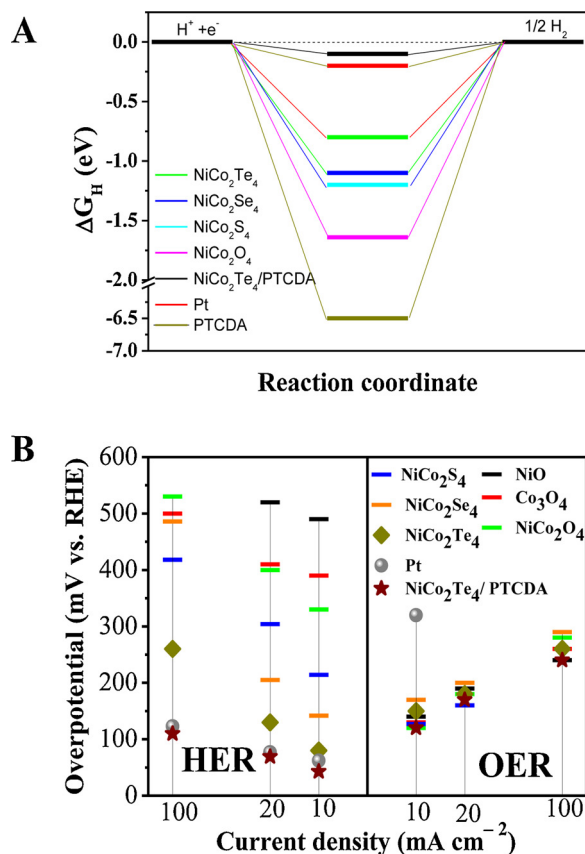 A
H⁺ +e⁻
1/2 H₂
0.0
-0.5
-1.0
-1.5
-2.0
-6.5
-7.0
ΔG_H (eV)
NiCo₂Te₄
NiCo₂Se₄
NiCo₂S₄
NiCo₂O₄
NiCo₂Te₄/PTCDA
Pt
PTCDA
Reaction coordinate
B
600
500
400
300
200
100
0
Overpotential (mV vs. RHE)
HER
NiCo₂S₄
NiO
NiCo₂Se₄
Co₃O₄
NiCo₂Te₄
NiCo₂O₄
Pt
NiCo₂Te₄/ PTCDA
OER
100 20 10 10 20 100
Current density (mA cm⁻²)